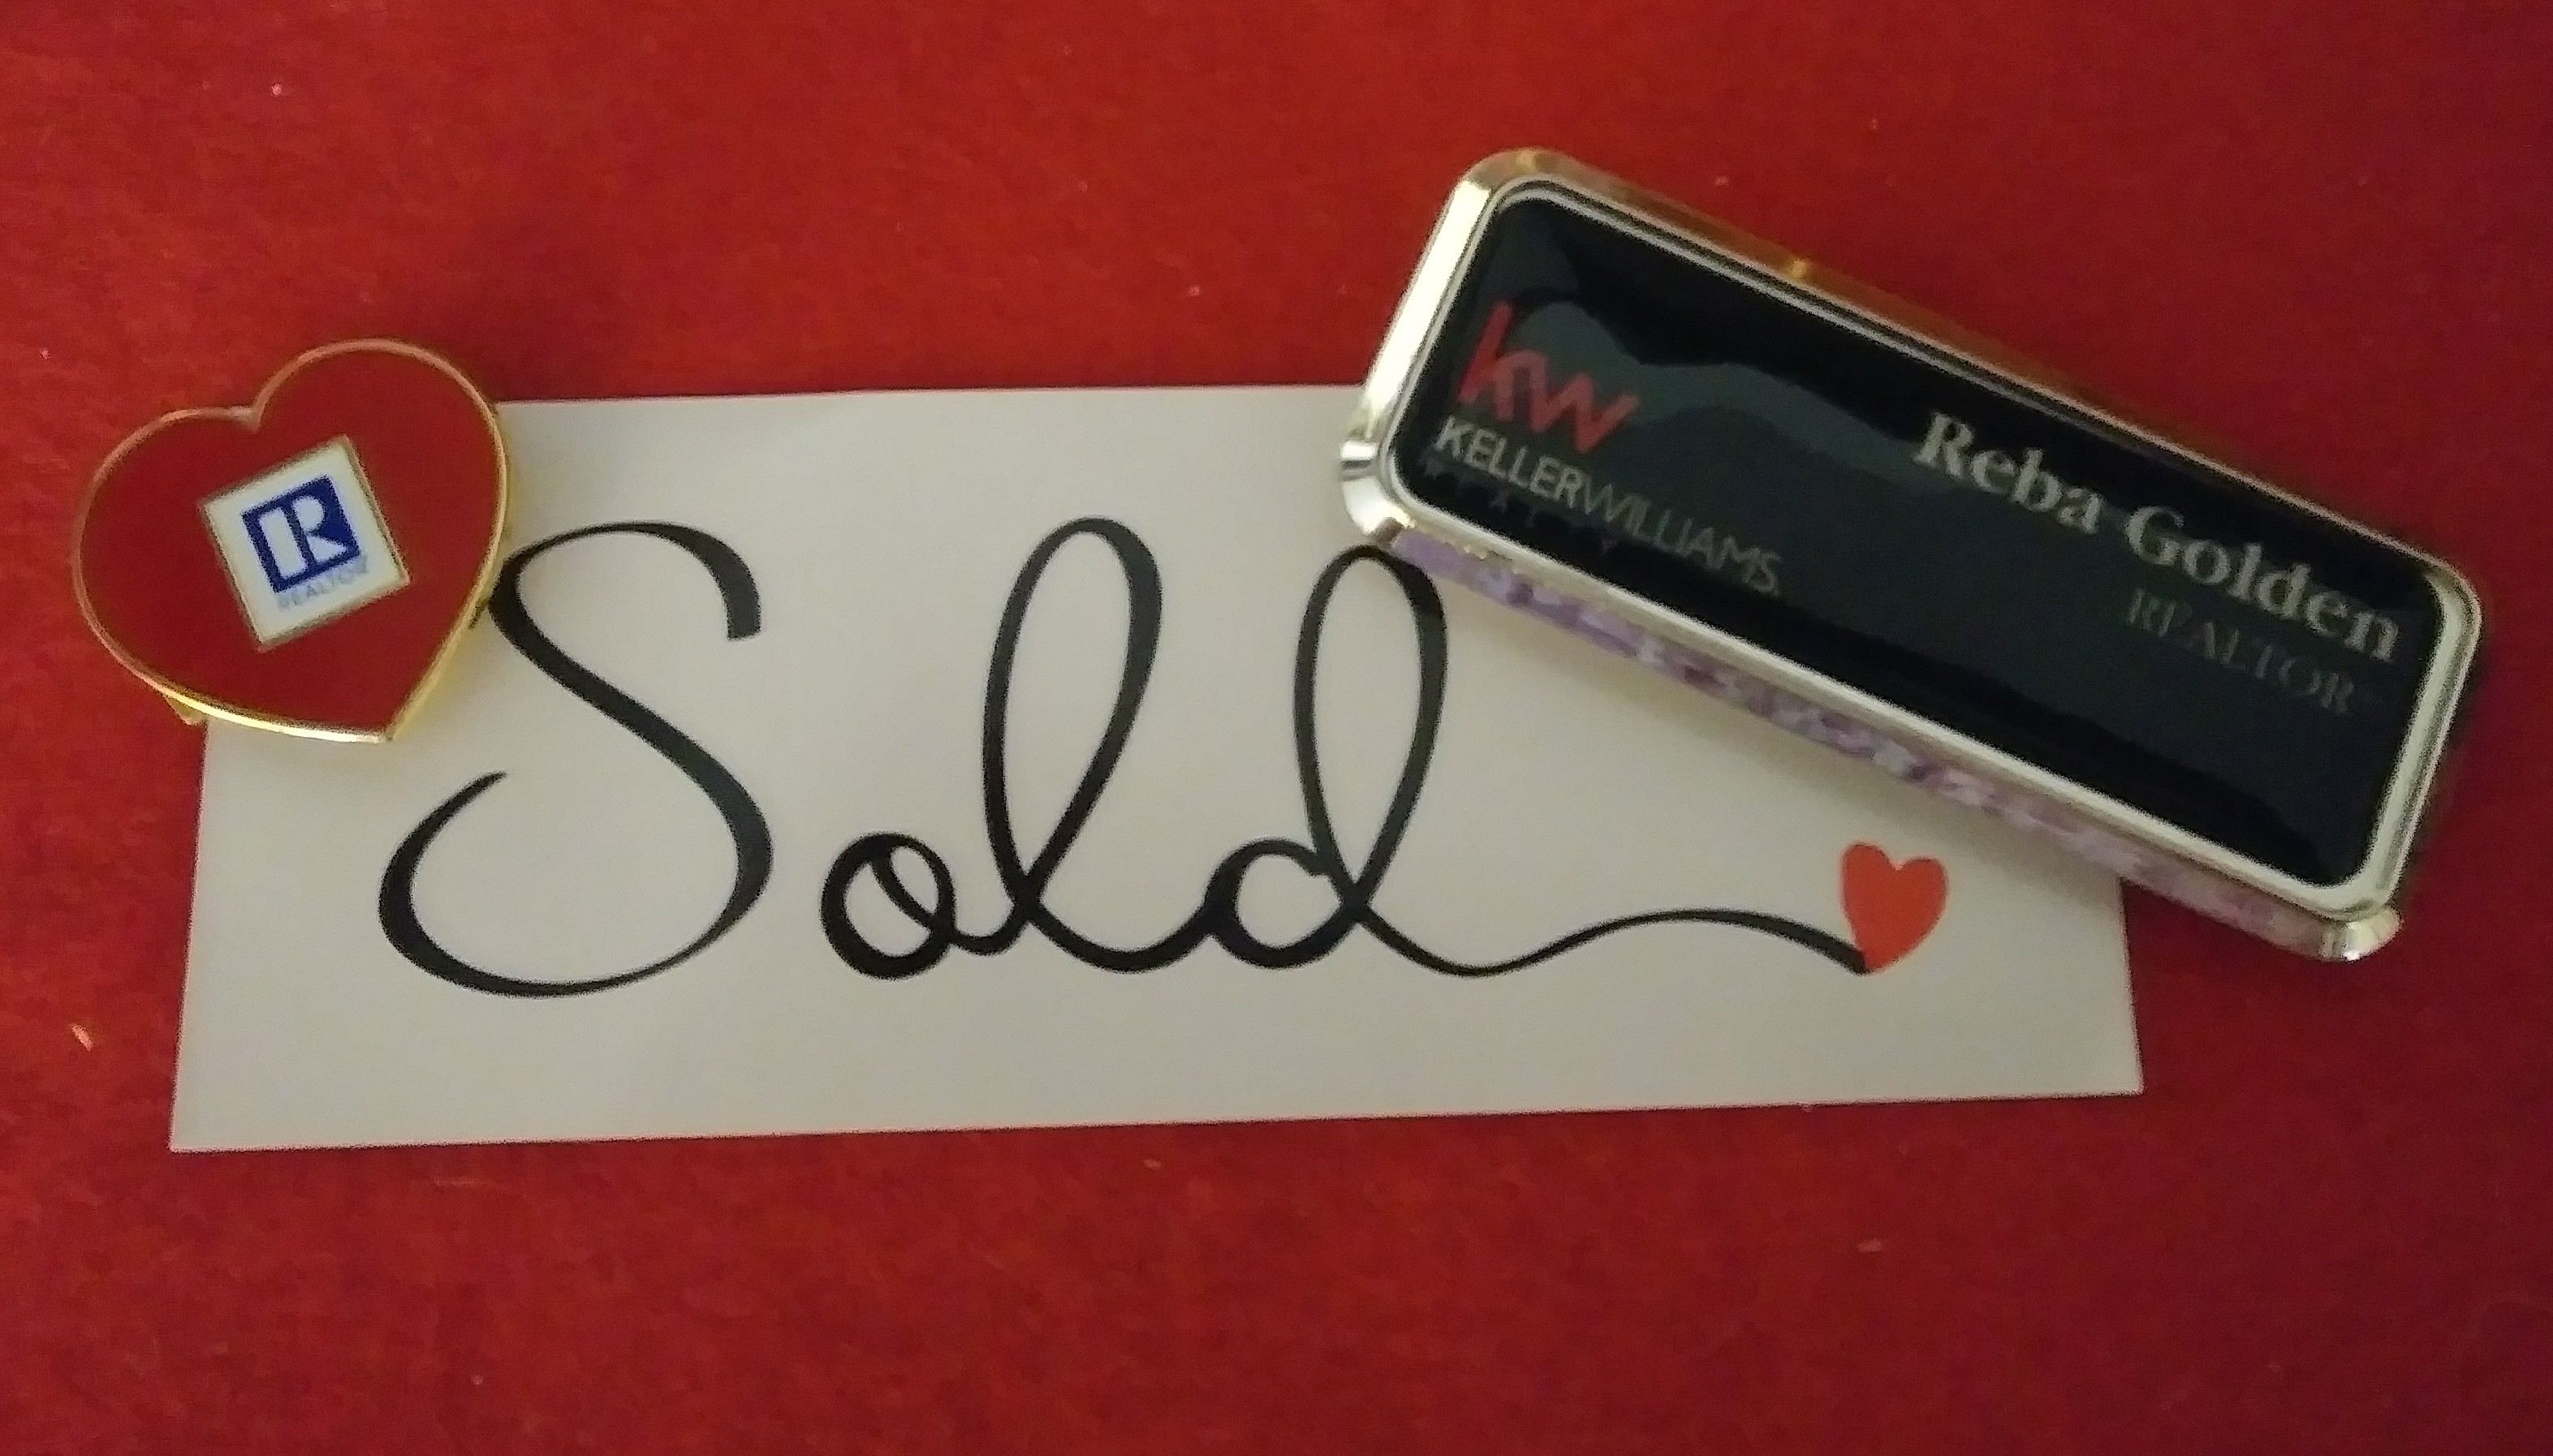 R
REALTOR
Sold
kw
KELLERWILLIAMS.
REALTY
Reba Golden
REALTOR